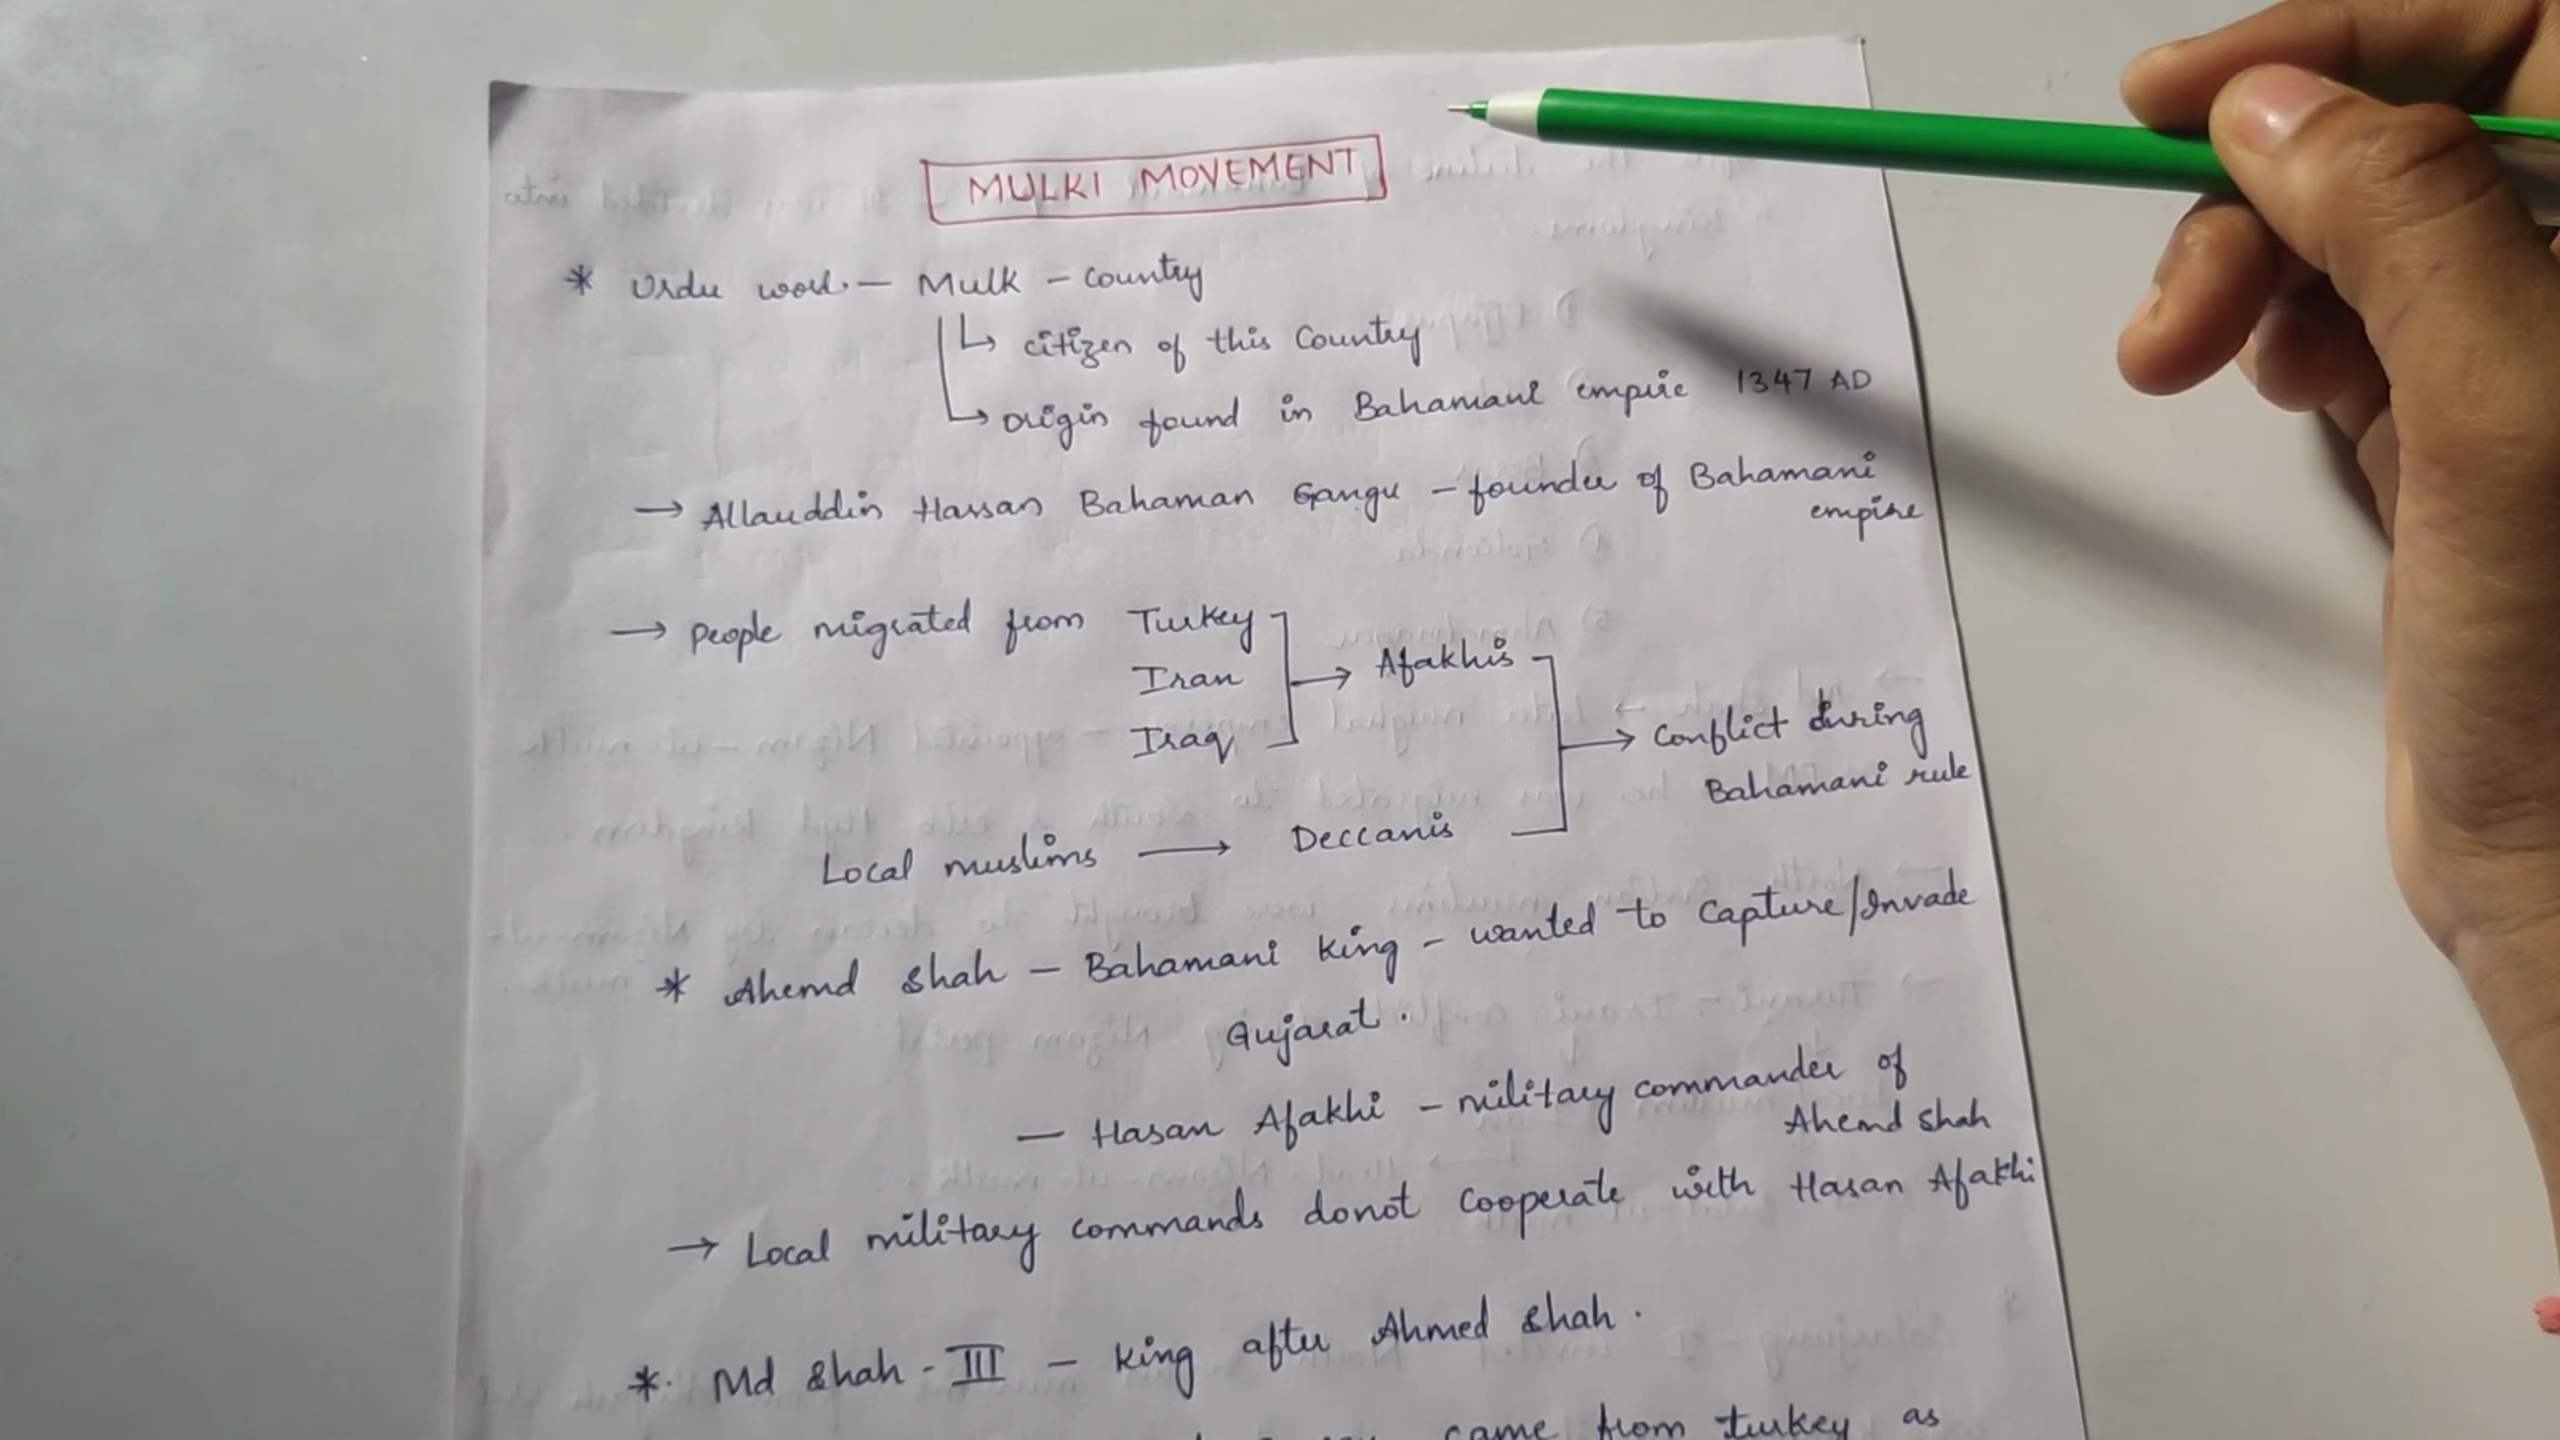 MULKI MOVEMENT
* Urdu word. — Mulk – Country
↳ citizen of this Country
↳ origin found in Bahamani empire 1347 AD
→ Allauddin Hassan Bahaman Gangu – founder of Bahamani
empire
→ People migrated from Turkey
Iran → Afakhis
Iraq
→ Conflict during
Bahamani rule
Local muslims → Deccanis
* Ahemd Shah – Bahamani King – wanted to Capture/Invade
Gujarat.
— Hasan Afakhi – military commander of
Ahemd Shah
→ Local military commands donot Cooperate with Hasan Afakhi
*. Md Shah - III – King after Ahmed Shah.
came from turkey as